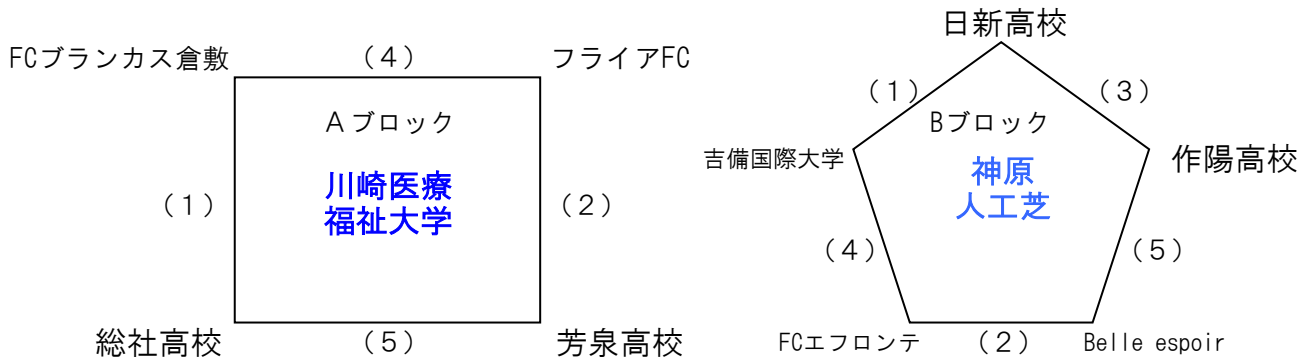 FCブランカス倉敷
（４）
フライアFC
Ａブロック
川崎医療
福祉大学
（１）
（２）
総社高校
（５）
芳泉高校
日新高校
（１）
（３）
Bブロック
吉備国際大学
神原
人工芝
作陽高校
（４）
（５）
FCエフロンテ
（２）
Belle espoir